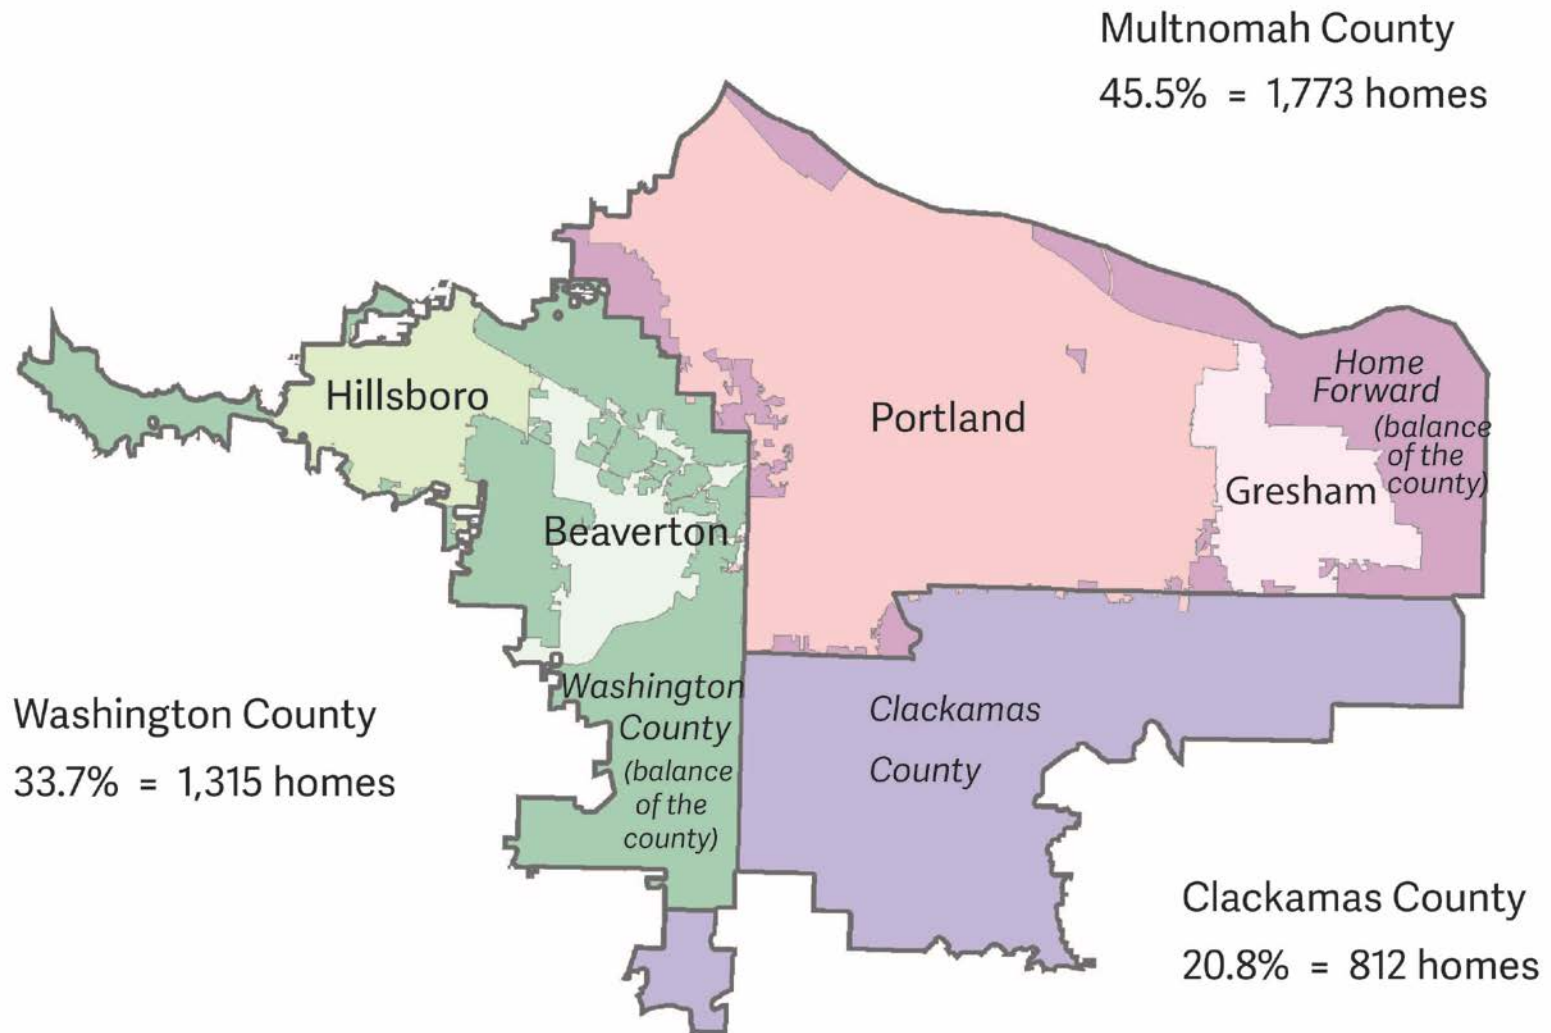 Multnomah County
45.5% = 1,773 homes
Home
Forward
(balance
of the
county)
Hillsboro
Portland
Gresham
Beaverton
Washington
County
(balance
of the
county)
Clackamas
County
Washington County
33.7% = 1,315 homes
Clackamas County
20.8% = 812 homes